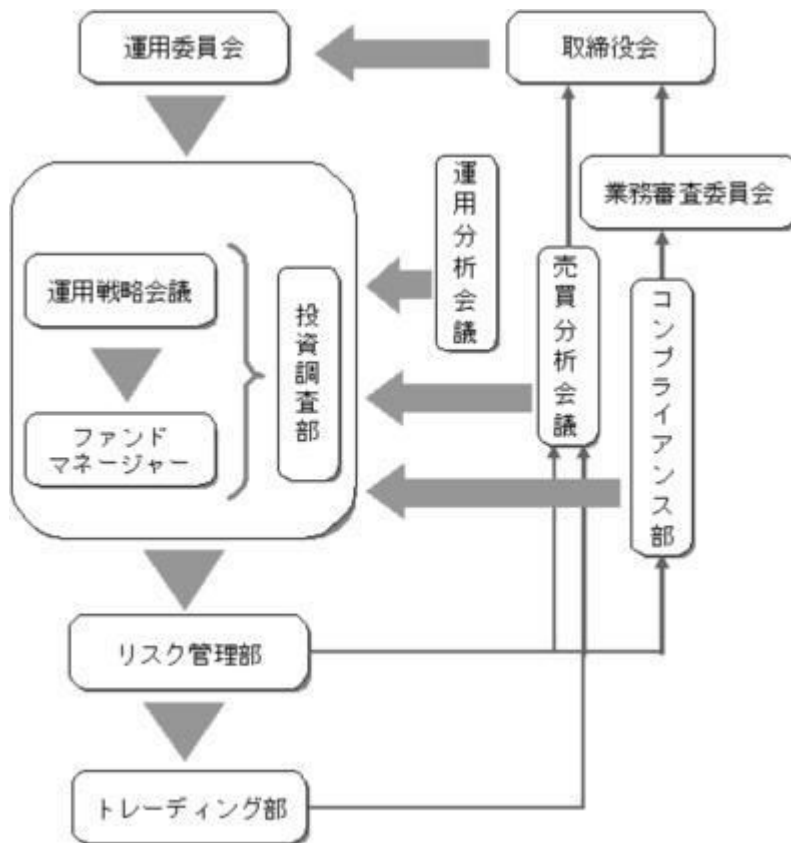 運用委員会
取締役会
業務審査委員会
運用分析会議
売買分析会議
コンプライアンス部
運用戦略会議
投資調査部
ファンド
マネージャー
リスク管理部
トレーディング部